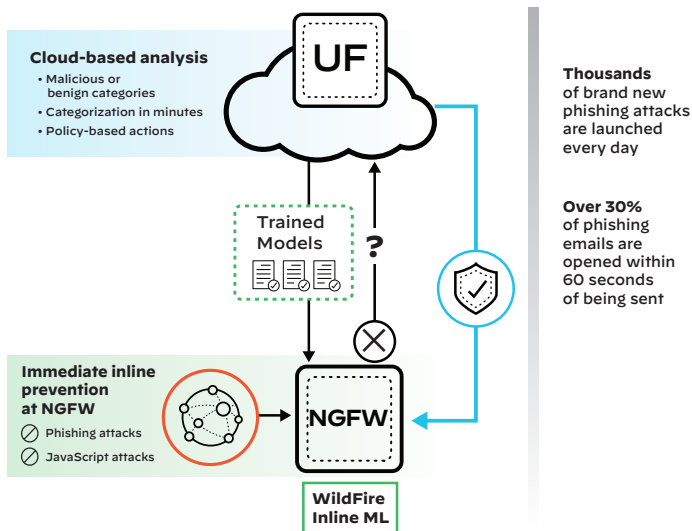 UF
Cloud-based analysis
• Malicious or
benign categories
• Categorization in minutes
• Policy-based actions
Trained
Models
?
Immediate inline
prevention
at NGFW
Phishing attacks
JavaScript attacks
NGFW
WildFire
Inline ML
Thousands
of brand new
phishing attacks
are launched
every day
Over 30%
of phishing
emails are
opened within
60 seconds
of being sent